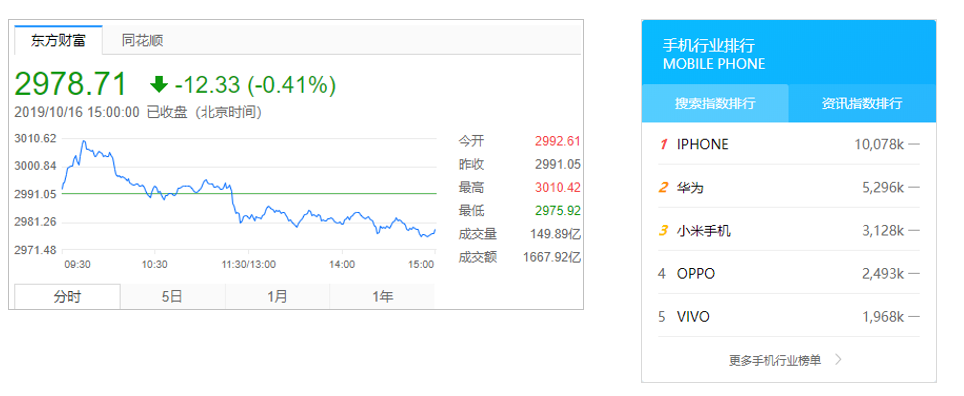 东方财富 同花顺
2978.71 -12.33 (-0.41%)
2019/10/16 15:00:00 已收盘 (北京时间)
3010.62
3000.84
2991.05
2981.26
2971.48
09:30 10:30 11:30/13:00 14:00 15:00
今开 2992.61
昨收 2991.05
最高 3010.42
最低 2975.92
成交量 149.89亿
成交额 1667.92亿
分时 5日 1月 1年
手机行业排行
MOBILE PHONE
搜索指数排行 资讯指数排行
1 IPHONE 10,078k —
2 华为 5,296k —
3 小米手机 3,128k —
4 OPPO 2,493k —
5 VIVO 1,968k —
更多手机行业榜单 >